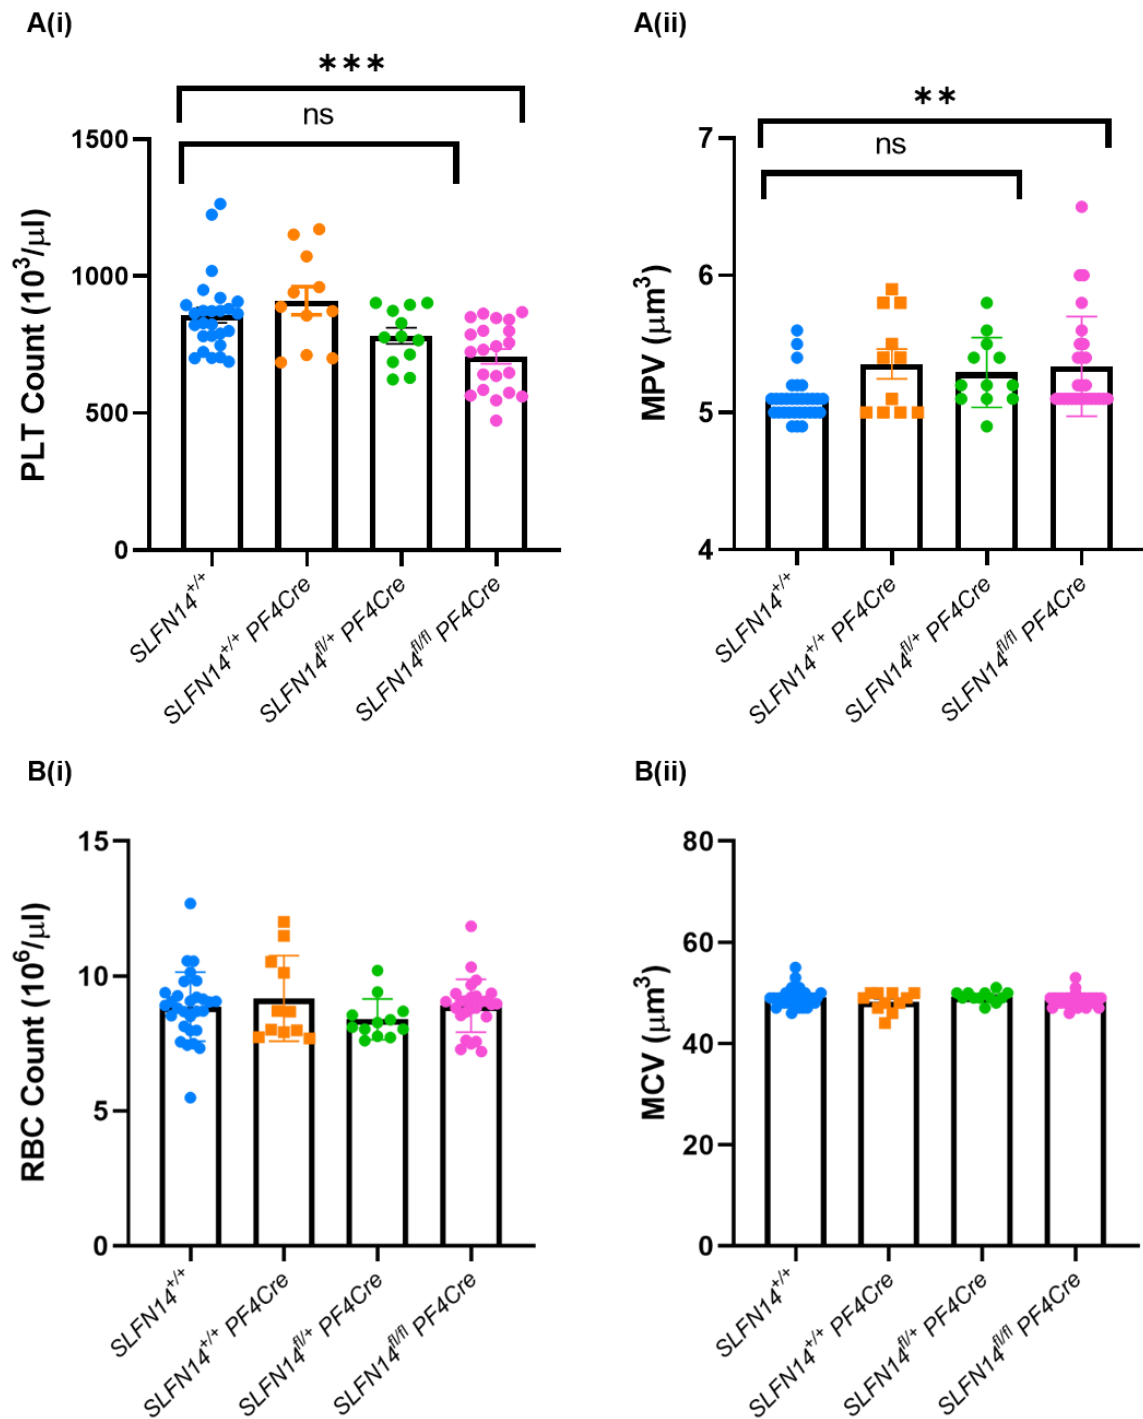 A(i)
A(ii)
***
ns
1500
1000
500
0
PLT Count (10³/μl)
SLFN14+/+
SLFN14+/+ PF4Cre
SLFN14fl/+ PF4Cre
SLFN14fl/fl PF4Cre
**
ns
7
6
5
4
MPV (μm³)
SLFN14+/+
SLFN14+/+ PF4Cre
SLFN14fl/+ PF4Cre
SLFN14fl/fl PF4Cre
B(i)
B(ii)
15
10
5
0
RBC Count (10⁶/μl)
SLFN14+/+
SLFN14+/+ PF4Cre
SLFN14fl/+ PF4Cre
SLFN14fl/fl PF4Cre
80
60
40
20
0
MCV (μm³)
SLFN14+/+
SLFN14+/+ PF4Cre
SLFN14fl/+ PF4Cre
SLFN14fl/fl PF4Cre